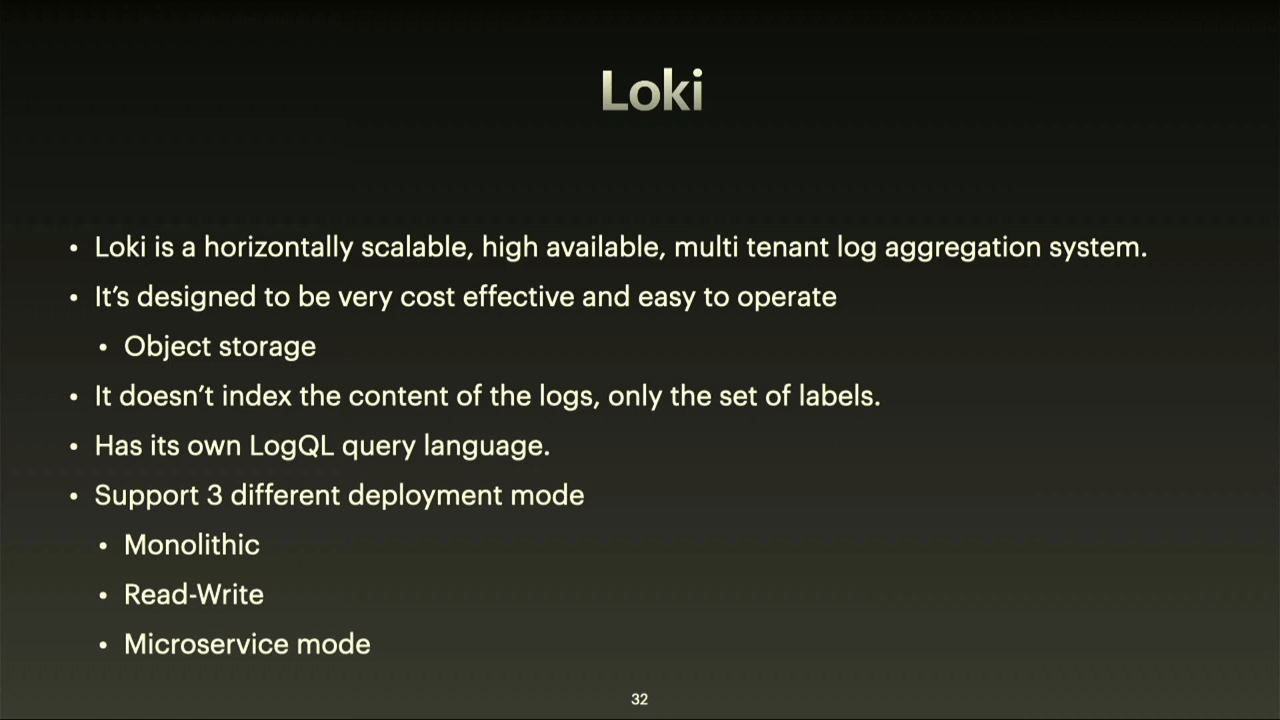 Loki
• Loki is a horizontally scalable, high available, multi tenant log aggregation system.
• It’s designed to be very cost effective and easy to operate
• Object storage
• It doesn’t index the content of the logs, only the set of labels.
• Has its own LogQL query language.
• Support 3 different deployment mode
• Monolithic
• Read-Write
• Microservice mode
32